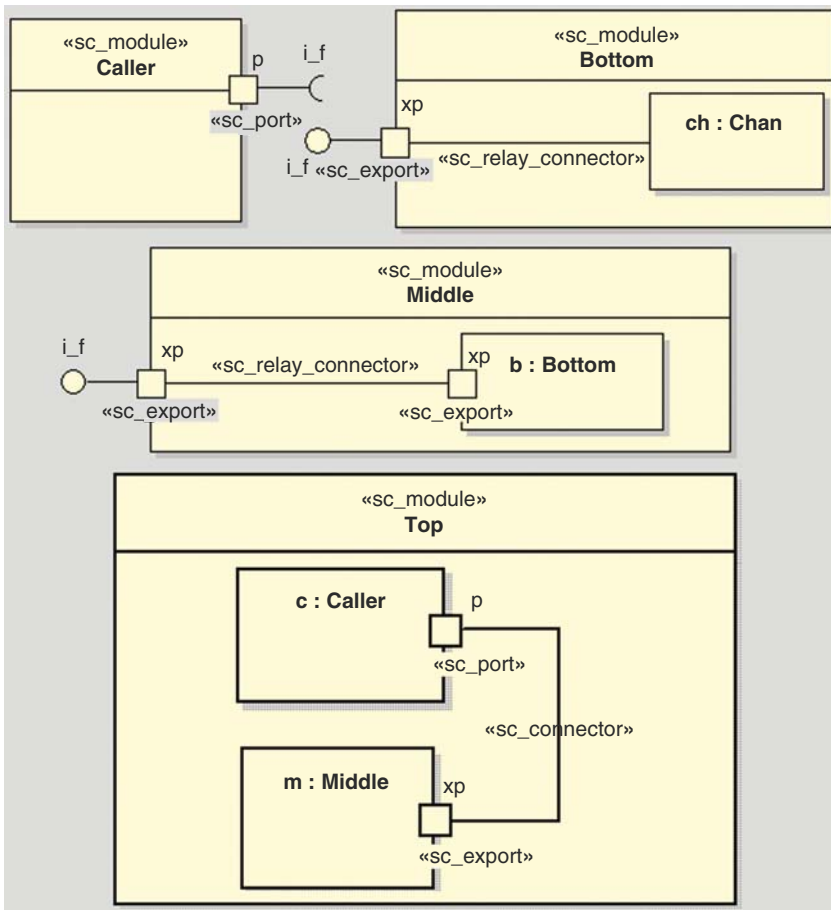 «sc_module»
Caller
p
i_f
«sc_port»
«sc_module»
Bottom
xp
ch : Chan
i_f
«sc_export»
«sc_relay_connector»
«sc_module»
Middle
i_f
xp
«sc_relay_connector»
xp
b : Bottom
«sc_export»
«sc_export»
«sc_module»
Top
c : Caller
p
«sc_port»
«sc_connector»
m : Middle
xp
«sc_export»